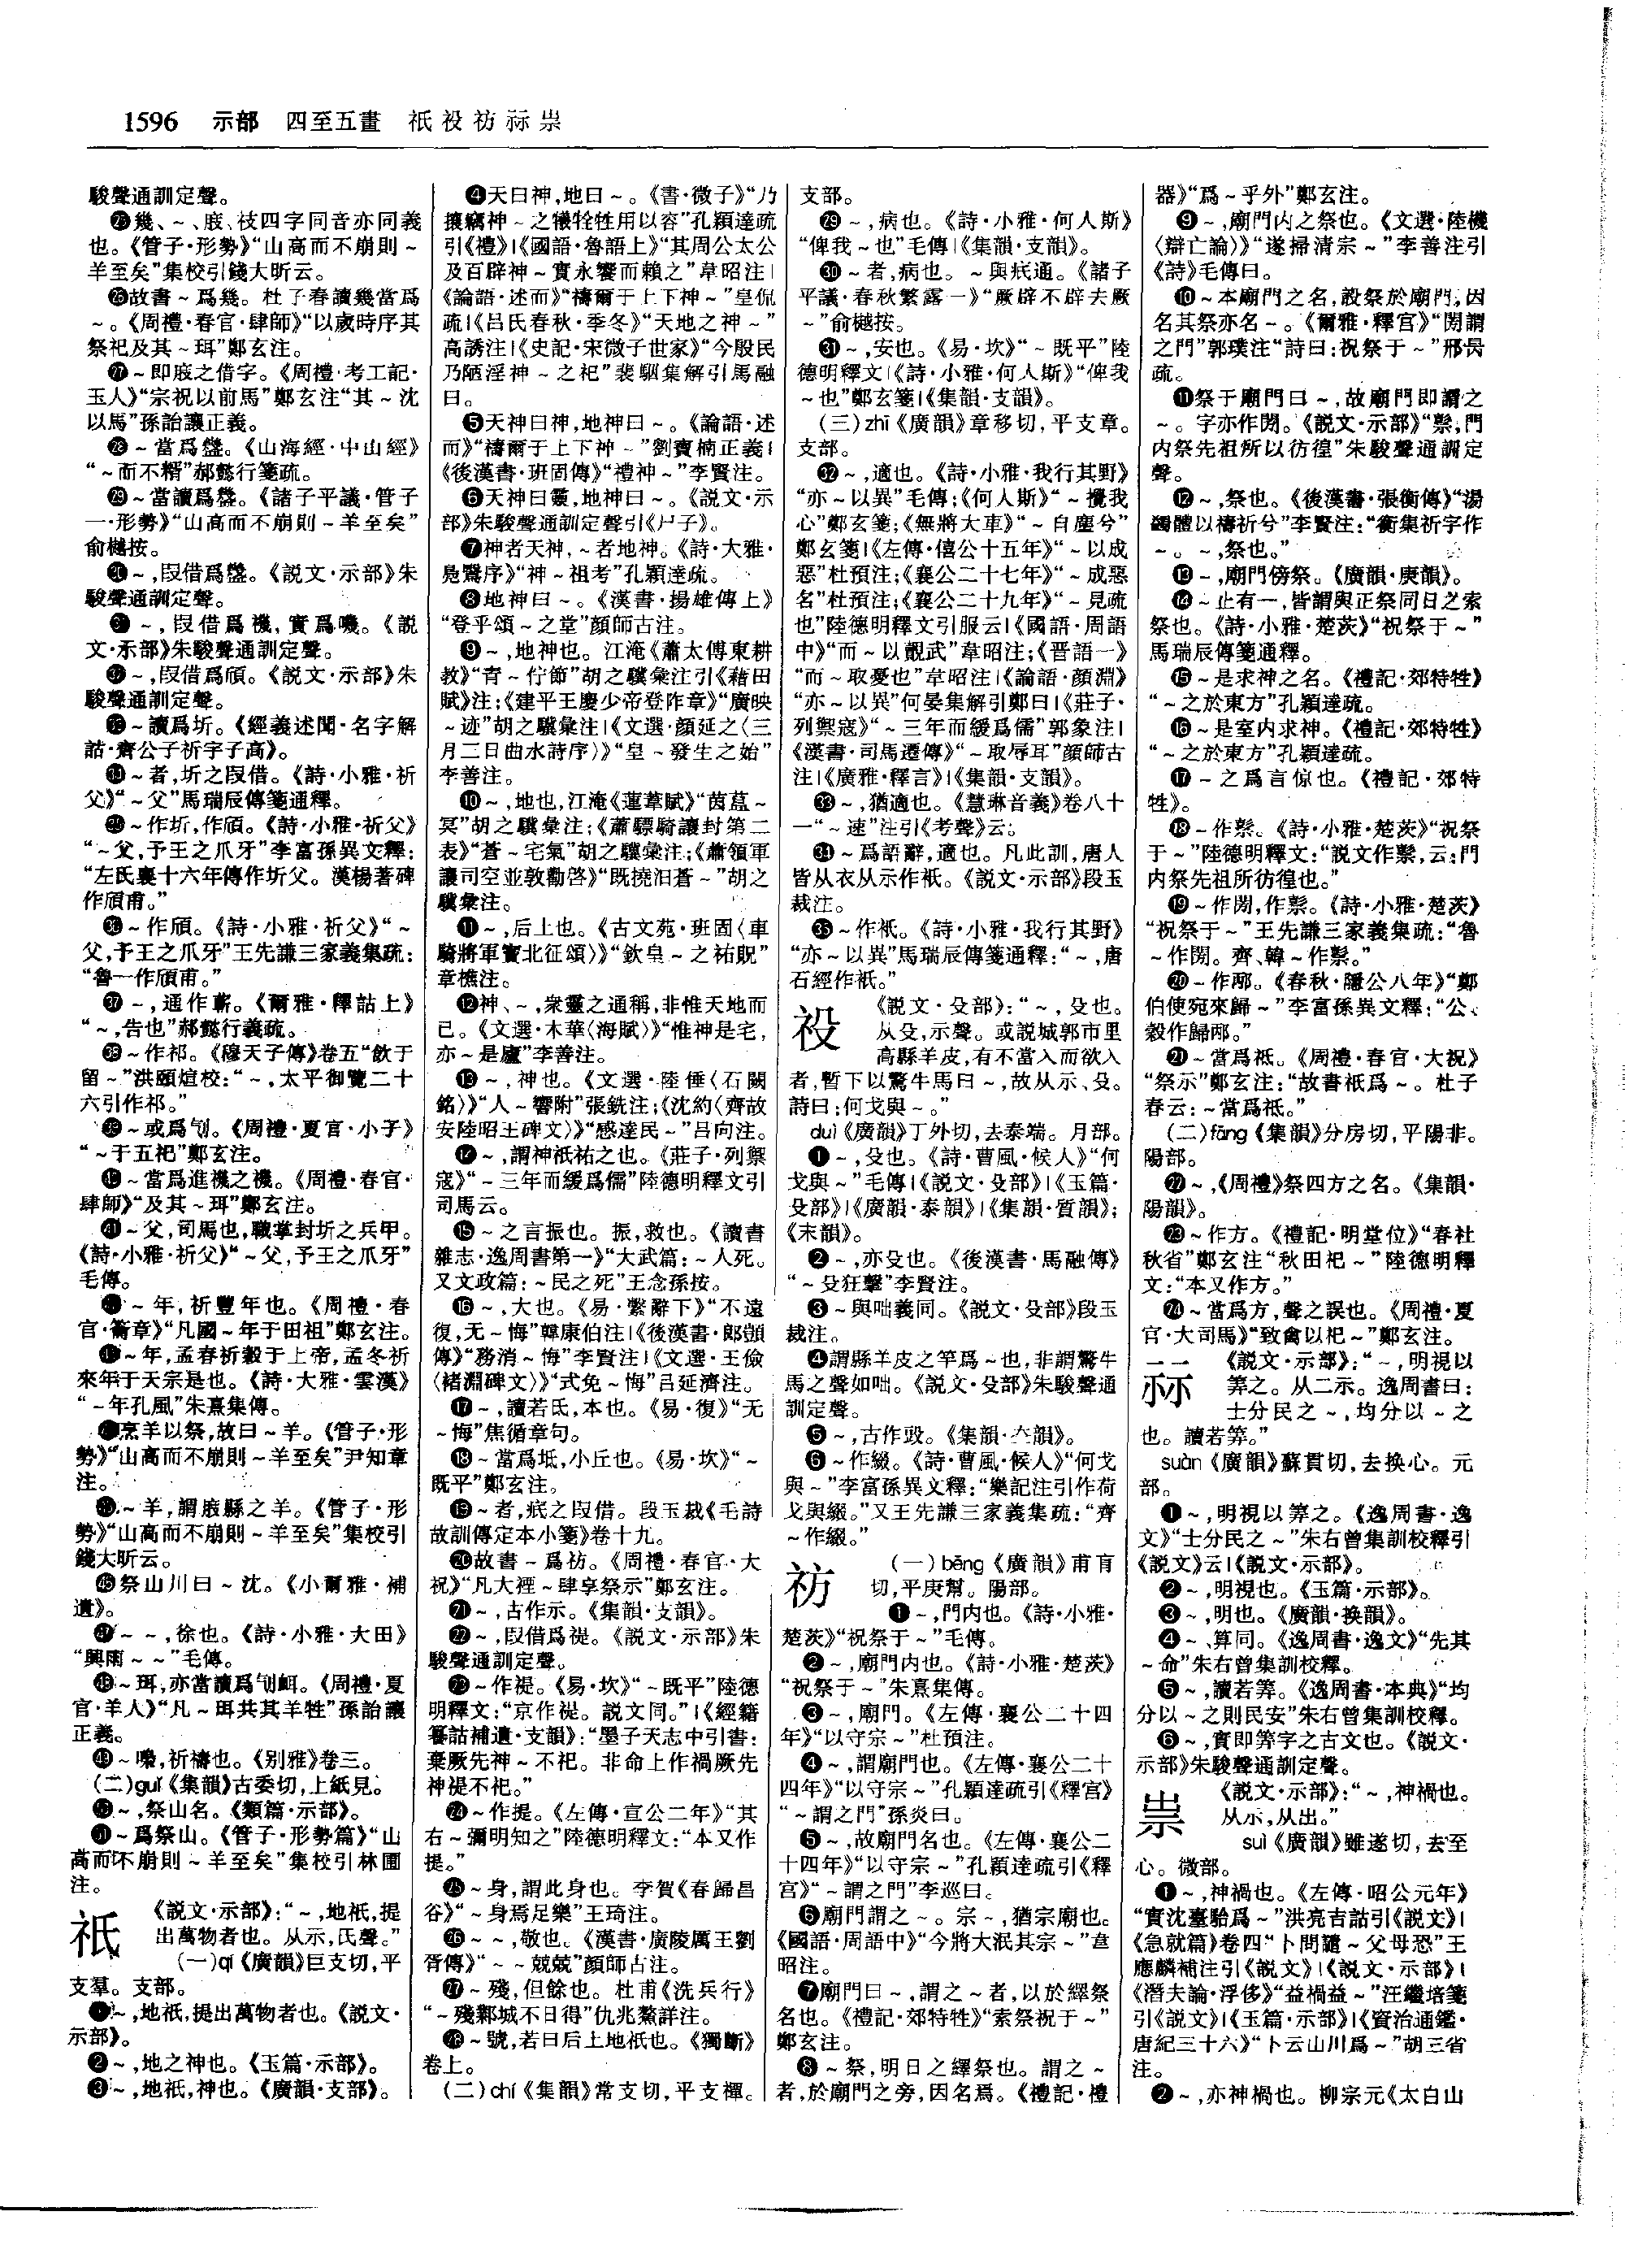 1596 示部 四至五畫 祇祋祊祘祟
駿聲通訓定聲。
㉕幾、～、庪、祑四字同音亦同義
也。《管子·形勢》“山高而不崩則～
羊至矣”集校引錢大昕云。
㉖故書～爲幾。杜子春讀幾當爲
～。《周禮·春官·肆師》“以歲時序其
祭祀及其～珥”鄭玄注。
㉗～即庪之借字。《周禮·考工記·
玉人》“宗祝以前馬”鄭玄注“其～沈
以馬”孫詒讓正義。
㉘～當爲盤。《山海經·中山經》
“～而不糈”郝懿行箋疏。
㉙～當讀爲盤。《諸子平議·管子
一·形勢》“山高而不崩則～羊至矣”
俞樾按。
㉚～,叚借爲盤。《説文·示部》朱
駿聲通訓定聲。
㉛～,叚借爲禨,實爲嘰。《説
文·示部》朱駿聲通訓定聲。
㉜～,叚借爲頎。《説文·示部》朱
駿聲通訓定聲。
㉝～讀爲圻。《經義述聞·名字解
詁·齊公子祈字子高》。
㉞～者,圻之叚借。《詩·小雅·祈
父》“～父”馬瑞辰傳箋通釋。
㉟～作圻,作頎。《詩·小雅·祈父》
“～父,予王之爪牙”李富孫異文釋:
“左氏襄十六年傳作圻父。漢楊著碑
作頎甫。”
㊱～作頎。《詩·小雅·祈父》“～
父,予王之爪牙”王先謙三家義集疏:
“魯一作頎甫。”
㊲～,通作蘄。《爾雅·釋詁上》
“～,告也”郝懿行義疏。
㊳～作祁。《穆天子傳》卷五“飲于
留～”洪頤煊校:“～,太平御覽二十
六引作祁。”
㊴～或爲刉。《周禮·夏官·小子》
“～于五祀”鄭玄注。
㊵～當爲進禨之禨。《周禮·春官·
肆師》“及其～珥”鄭玄注。
㊶～父,司馬也,職掌封圻之兵甲。
《詩·小雅·祈父》“～父,予王之爪牙”
毛傳。
㊷～年,祈豐年也。《周禮·春
官·籥章》“凡國～年于田祖”鄭玄注。
㊸～年,孟春祈穀于上帝,孟冬祈
來年于天宗是也。《詩·大雅·雲漢》
“～年孔夙”朱熹集傳。
㊹烹羊以祭,故曰～羊。《管子·形
勢》“山高而不崩則～羊至矣”尹知章
注。
㊺～羊,謂庪縣之羊。《管子·形
勢》“山高而不崩則～羊至矣”集校引
錢大昕云。
㊻祭山川曰～沈。《小爾雅·補
遺》。
㊼～～,徐也。《詩·小雅·大田》
“興雨～～”毛傳。
㊽～珥,亦當讀爲刉衈。《周禮·夏
官·羊人》“凡～珥共其羊牲”孫詒讓
正義。
㊾～嚷,祈禱也。《别雅》卷三。
(二)guǐ《集韻》古委切,上紙見。
㊿～,祭山名。《類篇·示部》。
～爲祭山。《管子·形勢篇》“山
高而不崩則～羊至矣”集校引林圃
注。
祇 《説文·示部》:“～,地祇,提
出萬物者也。从示,氏聲。”
(一)qí《廣韻》巨支切,平
支羣。支部。
❶～,地祇,提出萬物者也。《説文·
示部》。
❷～,地之神也。《玉篇·示部》。
❸～,地祇,神也。《廣韻·支部》。
❹天曰神,地曰～。《書·微子》“乃
攘竊神～之犧牷牲用以容”孔穎達疏
引《禮》|《國語·魯語上》“其周公太公
及百辟神～實永饗而賴之”韋昭注|
《論語·述而》“禱爾于上下神～”皇侃
疏|《吕氏春秋·季冬》“天地之神～”
高誘注|《史記·宋微子世家》“今殷民
乃陋淫神～之祀”裴駰集解引馬融
曰。
❺天神曰神,地神曰～。《論語·述
而》“禱爾于上下神～”劉寶楠正義|
《後漢書·班固傳》“禮神～”李賢注。
❻天神曰靈,地神曰～。《説文·示
部》朱駿聲通訓定聲引《尸子》。
❼神者天神,～者地神。《詩·大雅·
鳧鷖序》“神～祖考”孔穎達疏。
❽地神曰～。《漢書·揚雄傳上》
“登乎頌～之堂”顔師古注。
❾～,地神也。江淹《蕭太傅東耕
教》“青～佇節”胡之驥彙注引《藉田
賦》注;《建平王慶少帝登阼章》“廣映
～迹”胡之驥彙注|《文選·顔延之〈三
月三日曲水詩序〉》“皇～發生之始”
李善注。
❿～,地也,江淹《蓮華賦》“茵菎～
冥”胡之驥彙注;《蕭驃騎讓封第二
表》“蒼～宅氣”胡之驥彙注;《蕭領軍
讓司空並敦勸啓》“既撓汨蒼～”胡之
驥彙注。
⓫～,后土也。《古文苑·班固〈車
騎將軍竇北征頌〉》“欽皇～之祐貺”
章樵注。
⓬神、～,衆靈之通稱,非惟天地而
已。《文選·木華〈海賦〉》“惟神是宅,
亦～是廬”李善注。
⓭～,神也。《文選·陸倕〈石闕
銘〉》“人～響附”張銑注;《沈約〈齊故
安陸昭王碑文〉》“感達民～”吕向注。
⓮～,謂神祇祐之也。《莊子·列禦
寇》“～三年而緩爲儒”陸德明釋文引
司馬云。
⓯～之言振也。振,救也。《讀書
雜志·逸周書第一》“大武篇:～人死。
又文政篇:～民之死”王念孫按。
⓰～,大也。《易·繫辭下》“不遠
復,无～悔”韓康伯注|《後漢書·郎顗
傳》“務消～悔”李賢注|《文選·王儉
〈褚淵碑文〉》“式免～悔”吕延濟注。
⓱～,讀若氐,本也。《易·復》“无
～悔”焦循章句。
⓲～當爲坻,小丘也。《易·坎》“～
既平”鄭玄注。
⓳～者,疧之叚借。段玉裁《毛詩
故訓傳定本小箋》卷十九。
⓴故書～爲祊。《周禮·春官·大
祝》“凡大禋～肆享祭示”鄭玄注。
㉑～,古作示。《集韻·支韻》。
㉒～,叚借爲禔。《説文·示部》朱
駿聲通訓定聲。
㉓～作禔。《易·坎》“～既平”陸德
明釋文:“京作禔。説文同。”|《經籍
籑詁補遺·支韻》:“墨子天志中引書:
棄厥先神～不祀。非命上作禍厥先
神禔不祀。”
㉔～作提。《左傳·宣公二年》“其
右～彌明知之”陸德明釋文:“本又作
提。”
㉕～身,謂此身也。李賀《春歸昌
谷》“～身焉足樂”王琦注。
㉖～～,敬也。《漢書·廣陵厲王劉
胥傳》“～～兢兢”顔師古注。
㉗～殘,但餘也。杜甫《洗兵行》
“～殘鄴城不日得”仇兆鰲詳注。
㉘～號,若曰后土地祇也。《獨斷》
卷上。
(二)chí《集韻》常支切,平支禪。
支部。
㉙～,病也。《詩·小雅·何人斯》
“俾我～也”毛傳|《集韻·支韻》。
㉚～者,病也。～與疧通。《諸子
平議·春秋繁露一》“厥辟不辟去厥
～”俞樾按。
㉛～,安也。《易·坎》“～既平”陸
德明釋文|《詩·小雅·何人斯》“俾我
～也”鄭玄箋|《集韻·支韻》。
(三)zhī《廣韻》章移切,平支章。
支部。
㉜～,適也。《詩·小雅·我行其野》
“亦～以異”毛傳;《何人斯》“～攪我
心”鄭玄箋;《無將大車》“～自塵兮”
鄭玄箋|《左傳·僖公十五年》“～以成
惡”杜預注;《襄公二十七年》“～成惡
名”杜預注;《襄公二十九年》“～見疏
也”陸德明釋文引服云|《國語·周語
中》“而～以覿武”韋昭注;《晋語一》
“而～取憂也”韋昭注|《論語·顔淵》
“亦～以異”何晏集解引鄭曰|《莊子·
列禦寇》“～三年而緩爲儒”郭象注|
《漢書·司馬遷傳》“～取辱耳”顔師古
注|《廣雅·釋言》|《集韻·支韻》。
㉝～,猶適也。《慧琳音義》卷八十
一“～速”注引《考聲》云。
㉞～爲語辭,適也。凡此訓,唐人
皆从衣从示作祇。《説文·示部》段玉
裁注。
㉟～作衹。《詩·小雅·我行其野》
“亦～以異”馬瑞辰傳箋通釋:“～,唐
石經作衹。”
祋 《説文·殳部》:“～,殳也。
从殳,示聲。或説城郭市里
高縣羊皮,有不當入而欲入
者,暫下以驚牛馬曰～,故从示、殳。
詩曰:何戈與～。”
duì《廣韻》丁外切,去泰端。月部。
❶～,殳也。《詩·曹風·候人》“何
戈與～”毛傳|《説文·殳部》|《玉篇·
殳部》|《廣韻·泰韻》|《集韻·質韻》;
《末韻》。
❷～,亦殳也。《後漢書·馬融傳》
“～殳狂擊”李賢注。
❸～與咄義同。《説文·殳部》段玉
裁注。
❹謂縣羊皮之竿爲～也,非謂驚牛
馬之聲如咄。《説文·殳部》朱駿聲通
訓定聲。
❺～,古作毀。《集韻·夳韻》。
❻～作綴。《詩·曹風·候人》“何戈
與～”李富孫異文釋:“樂記注引作荷
戈與綴。”又王先謙三家義集疏:“齊
～作綴。”
祊 (一)bēng《廣韻》甫盲
切,平庚幫。陽部。
❶～,門内也。《詩·小雅·
楚茨》“祝祭于～”毛傳。
❷～,廟門内也。《詩·小雅·楚茨》
“祝祭于～”朱熹集傳。
❸～,廟門。《左傳·襄公二十四
年》“以守宗～”杜預注。
❹～,謂廟門也。《左傳·襄公二十
四年》“以守宗～”孔穎達疏引《釋宫》
“～謂之門”孫炎曰。
❺～,故廟門名也。《左傳·襄公二
十四年》“以守宗～”孔穎達疏引《釋
宫》“～謂之門”李巡曰。
❻廟門謂之～。宗～,猶宗廟也。
《國語·周語中》“今將大泯其宗～”韋
昭注。
❼廟門曰～,謂之～者,以於繹祭
名也。《禮記·郊特牲》“索祭祝于～”
鄭玄注。
❽～祭,明日之繹祭也。謂之～
者,於廟門之旁,因名焉。《禮記·禮
器》“爲～乎外”鄭玄注。
❾～,廟門内之祭也。《文選·陸機
〈辯亡論〉》“遂掃清宗～”李善注引
《詩》毛傳曰。
❿～本廟門之名,設祭於廟門,因
名其祭亦名～。《爾雅·釋宫》“閍謂
之門”郭璞注“詩曰:祝祭于～”邢昺
疏。
⓫祭于廟門曰～,故廟門即謂之
～。字亦作閍。《説文·示部》“䰃,門
内祭先祖所以彷徨”朱駿聲通訓定
聲。
⓬～,祭也。《後漢書·張衡傳》“湯
蠲體以禱祈兮”李賢注:“衡集祈字作
～。～,祭也。”
⓭～,廟門傍祭。《廣韻·庚韻》。
⓮～止有一,皆謂與正祭同日之索
祭也。《詩·小雅·楚茨》“祝祭于～”
馬瑞辰傳箋通釋。
⓯～是求神之名。《禮記·郊特牲》
“～之於東方”孔穎達疏。
⓰～是室内求神。《禮記·郊特牲》
“～之於東方”孔穎達疏。
⓱～之爲言倞也。《禮記·郊特
牲》。
⓲～作䰃。《詩·小雅·楚茨》“祝祭
于～”陸德明釋文:“説文作䰃,云:門
内祭先祖所彷徨也。”
⓳～作閍,作䰃。《詩·小雅·楚茨》
“祝祭于～”王先謙三家義集疏:“魯
～作閍。齊、韓～作䰃。”
⓴～作邴。《春秋·隱公八年》“鄭
伯使宛來歸～”李富孫異文釋:“公、
穀作歸邴。”
㉑～當爲祇。《周禮·春官·大祝》
“祭示”鄭玄注:“故書祇爲～。杜子
春云:～當爲祇。”
(二)fāng《集韻》分房切,平陽非。
陽部。
㉒～,《周禮》祭四方之名。《集韻·
陽韻》。
㉓～作方。《禮記·明堂位》“春社
秋省”鄭玄注“秋田祀～”陸德明釋
文:“本又作方。”
㉔～當爲方,聲之誤也。《周禮·夏
官·大司馬》“致禽以祀～”鄭玄注。
祘 《説文·示部》:“～,明視以
筭之。从二示。逸周書曰:
士分民之～,均分以～之
也。讀若筭。”
suàn《廣韻》蘇貫切,去换心。元
部。
❶～,明視以筭之。《逸周書·逸
文》“士分民之～”朱右曾集訓校釋引
《説文》云|《説文·示部》。
❷～,明視也。《玉篇·示部》。
❸～,明也。《廣韻·换韻》。
❹～、算同。《逸周書·逸文》“先其
～命”朱右曾集訓校釋。
❺～,讀若筭。《逸周書·本典》“均
分以～之則民安”朱右曾集訓校釋。
❻～,實即筭字之古文也。《説文·
示部》朱駿聲通訓定聲。
祟 《説文·示部》:“～,神禍也。
从示,从出。”
suì《廣韻》雖遂切,去至
心。微部。
❶～,神禍也。《左傳·昭公元年》
“實沈臺駘爲～”洪亮吉詁引《説文》|
《急就篇》卷四“卜問譴～父母恐”王
應麟補注引《説文》|《説文·示部》|
《潛夫論·浮侈》“益禍益～”汪繼培箋
引《説文》|《玉篇·示部》|《資治通鑑·
唐紀三十六》“卜云山川爲～”胡三省
注。
❷～,亦神禍也。柳宗元《太白山